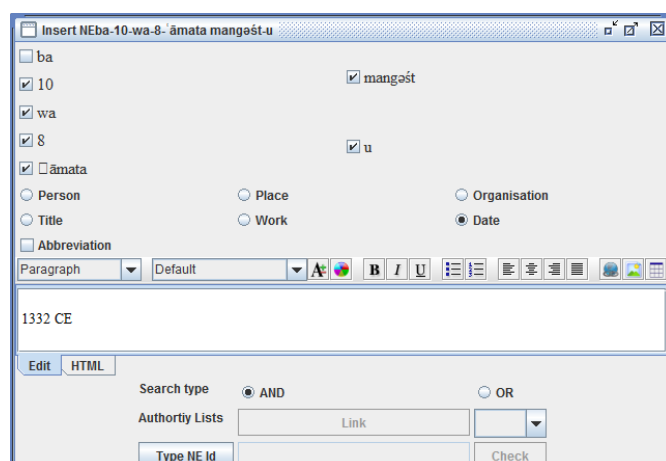 Insert NEba-10-wa-8-ʿāmata mangəśt-u
ba
10
mangəśt
wa
8
u
āmata
Person Place Organisation
Title Work Date
Abbreviation
Paragraph Default B I U
1332 CE
Edit HTML
Search type AND OR
Authortiy Lists Link
Type NE Id Check